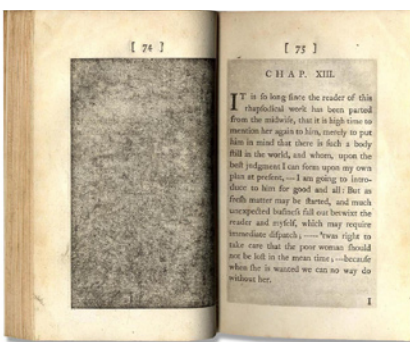 [ 74 ]
[ 75 ]
CHAP. XIII.
IT is so long since the reader of this
rhapsodical work has been parted
from the midwife, that it is high time to
mention her again to him, merely to put
him in mind that there is such a body
still in the world, and whom, upon the
best judgment I can form upon my own
plan at present, — I am going to intro-
duce to him for good and all: But as
fresh matter may be started, and much
unexpected business fall out betwixt the
reader and myself, which may require
immediate dispatch; —— 'twas right to
take care that the poor woman should
not be lost in the mean time; — because
when she is wanted we can no way do
without her.
I